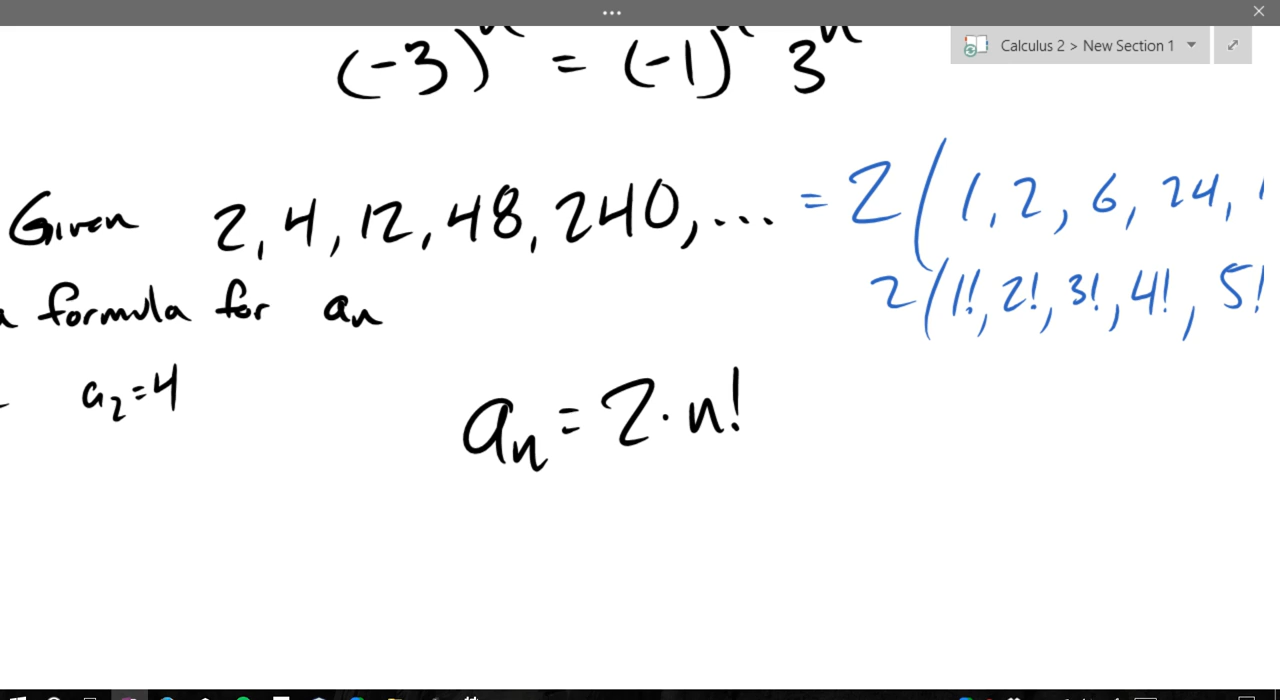 ...
Calculus 2 > New Section 1
(-3)^n = (-1)^n 3^n
Given 2, 4, 12, 48, 240, ... = 2(1, 2, 6, 24,
2(1!, 2!, 3!, 4!, 5!
formula for a_n
a_2=4
a_n = 2·n!